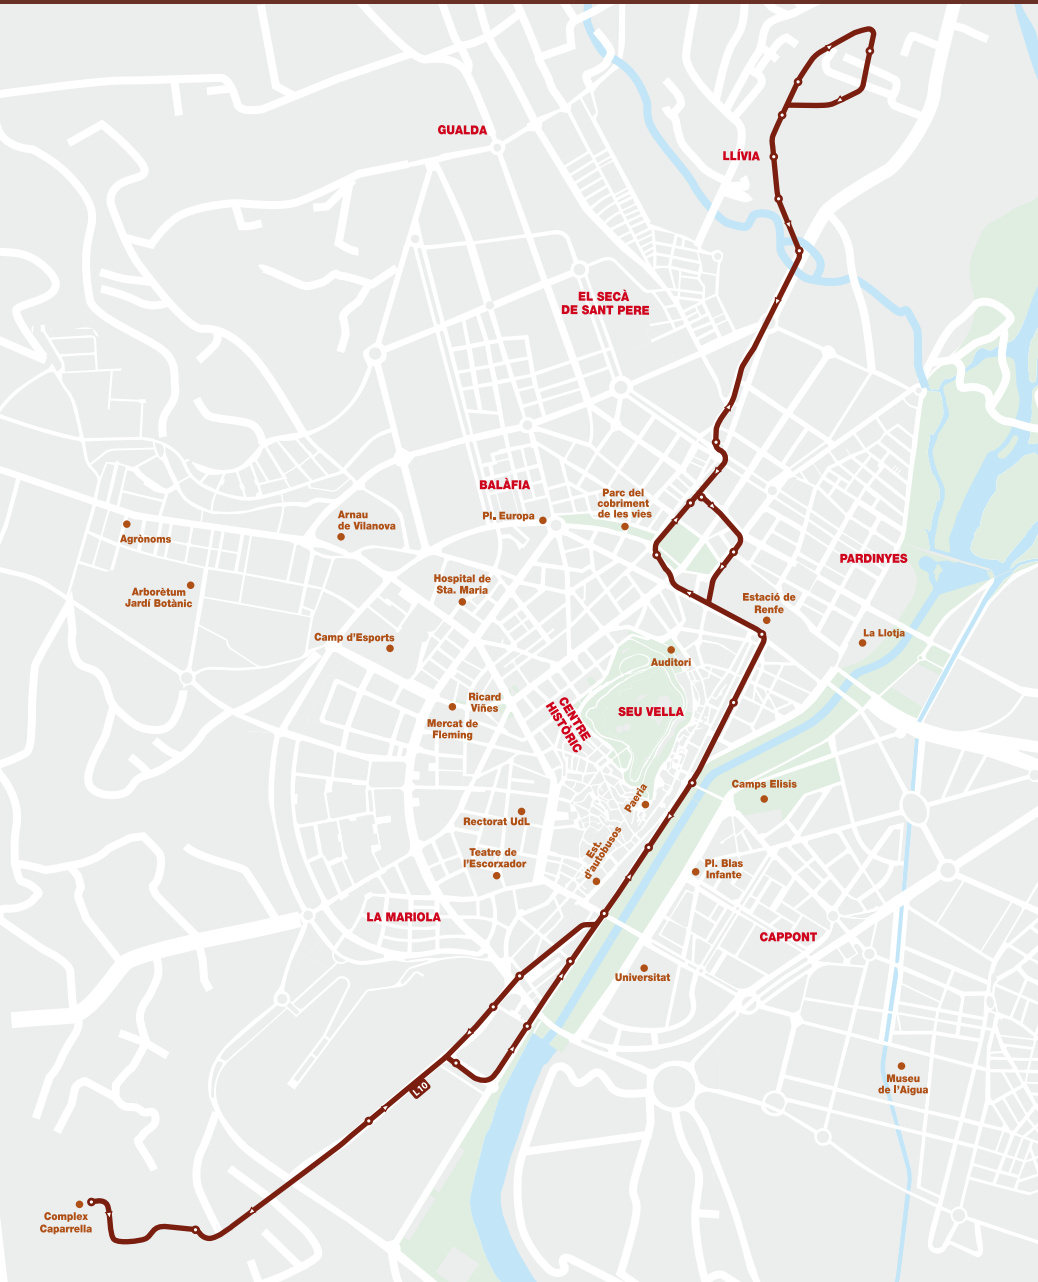 GUALDA
LLÍVIA
EL SECÀ
DE SANT PERE
BALÀFIA
Parc del
cobriment
de les vies
Pl. Europa
Arnau
de Vilanova
Agrònoms
PARDINYES
Arborètum
Jardí Botànic
Hospital de
Sta. Maria
Estació de
Renfe
Camp d'Esports
La Llotja
Auditori
Ricard
Viñes
Mercat de
Fleming
CENTRE
HISTÒRIC
SEU VELLA
Camps Elisis
Paeria
Rectorat UdL
Est.
d'autobusos
Teatre de
l'Escorxador
Pl. Blas
Infante
LA MARIOLA
CAPPONT
Universitat
L10
Museu
de l'Aigua
Complex
Caparrella